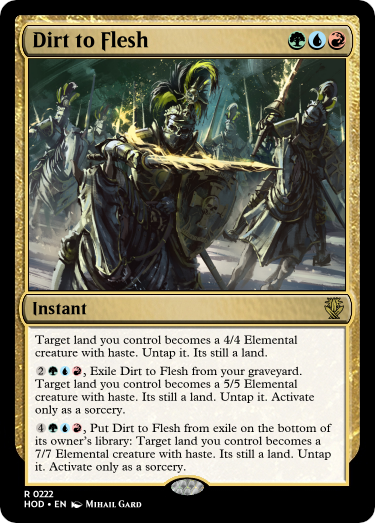 Dirt to Flesh
Instant
Target land you control becomes a 4/4 Elemental
creature with haste. Untap it. Its still a land.
2, Exile Dirt to Flesh from your graveyard.
Target land you control becomes a 5/5 Elemental
creature with haste. Its still a land. Untap it. Activate
only as a sorcery.
4, Put Dirt to Flesh from exile on the bottom of
its owner's library: Target land you control becomes a
7/7 Elemental creature with haste. Its still a land. Untap
it. Activate only as a sorcery.
R 0222
HOD • EN Mihail Gard